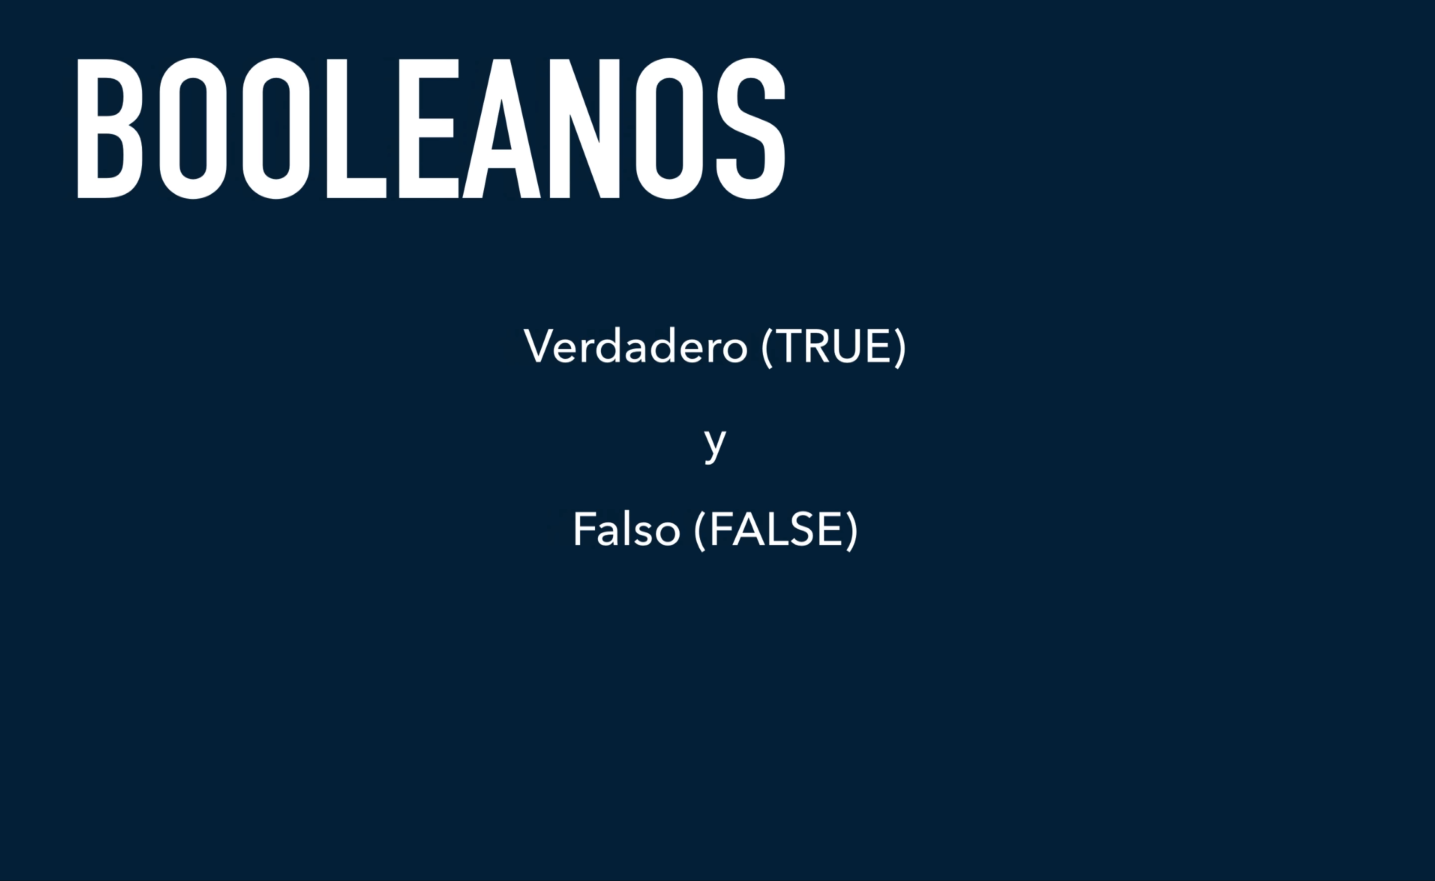 BOOLEANOS
Verdadero (TRUE)
y
Falso (FALSE)